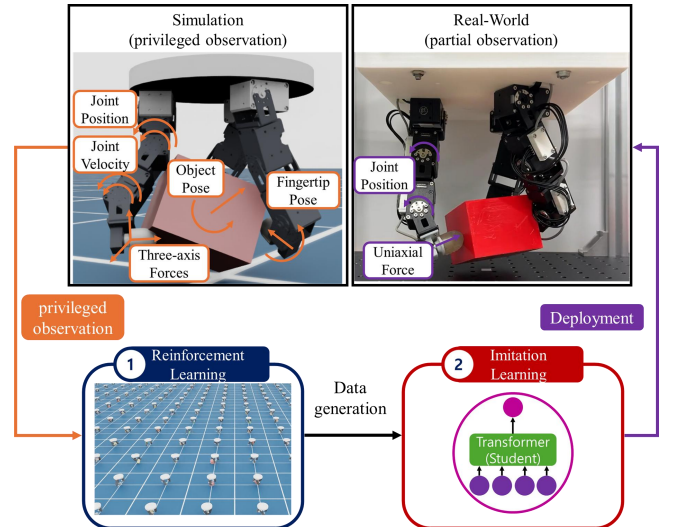 Simulation
(privileged observation)
Real-World
(partial observation)
Joint
Position
Joint
Velocity
Object
Pose
Fingertip
Pose
Three-axis
Forces
Joint
Position
Uniaxial
Force
privileged
observation
Deployment
1
Reinforcement
Learning
Data
generation
2
Imitation
Learning
Transformer
(Student)